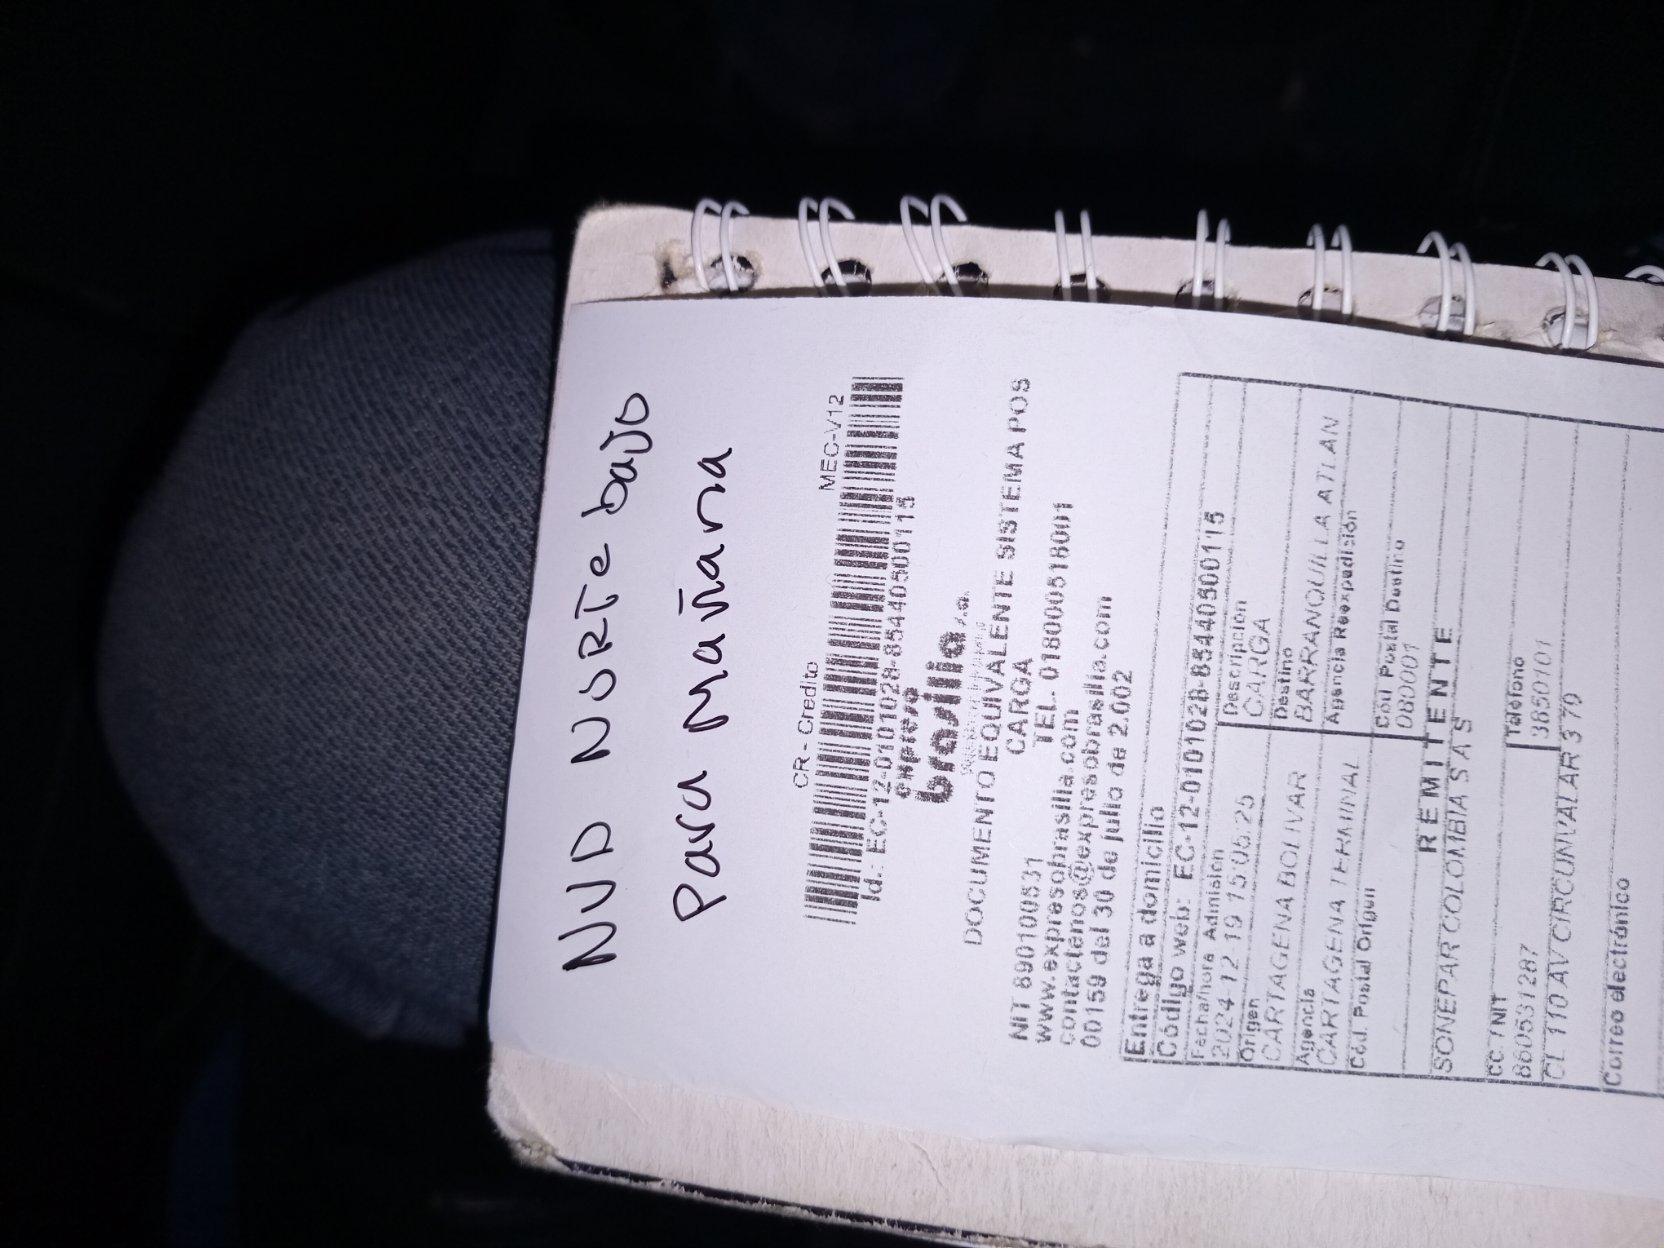 NUD NORTE bajo
Para Mañana
CR - Credito MEC-V12
Id.: EC-12-0101028-85440500115
expreso
brasilia s.a.
DOCUMENTO EQUIVALENTE SISTEMA POS
CARGA
NIT 890100531 TEL- 018000518001
www.expresobrasilia.com
contactenos@expresobrasilia.com
00159 del 30 de julio de 2.002
Entrega a domicilio
Código web: EC-12-0101028-85440500115
Fecha/hora Admisión Descripción
2024-12-19 15:06:25 CARGA
Origen Destino
CARTAGENA BOLIVAR BARRANQUILLA ATLAN
Agencia Agencia Reexpedición
CARTAGENA TERMINAL
Cód. Postal Origen Cód Postal Destino
080001
REMITENTE
SONEPAR COLOMBIA S A S
CC / NIT Teléfono
860531287 3850101
CL 110 AV CIRCUNVALAR 3 79
Correo electrónico